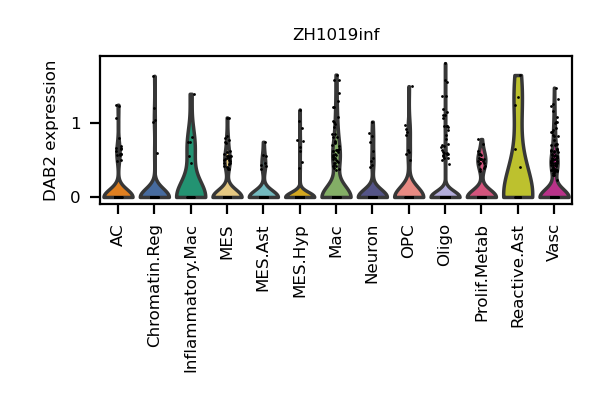 ZH1019inf
DAB2 expression
1
0
AC
Chromatin.Reg
Inflammatory.Mac
MES
MES.Ast
MES.Hyp
Mac
Neuron
OPC
Oligo
Prolif.Metab
Reactive.Ast
Vasc